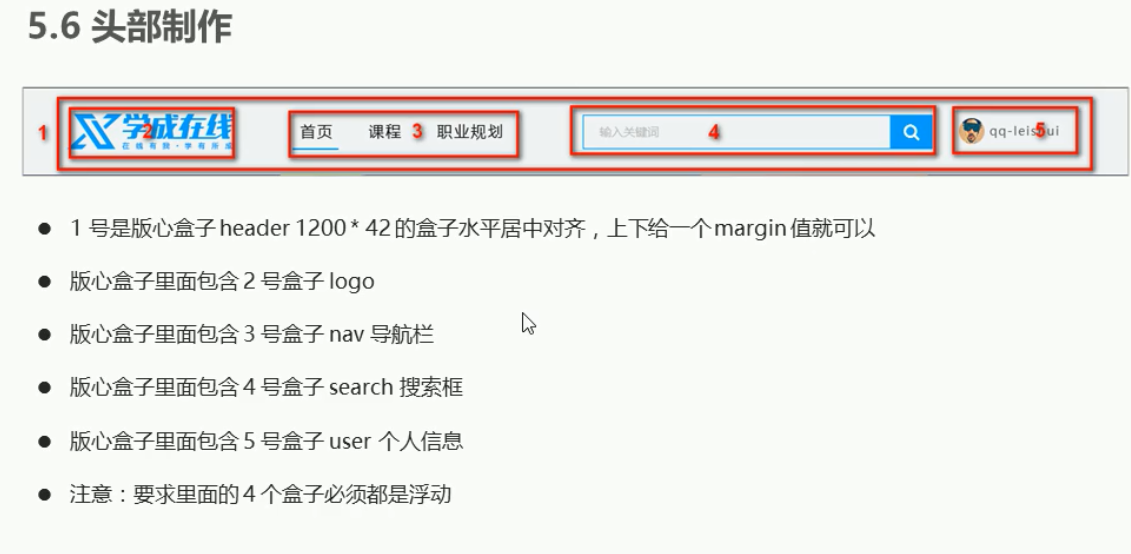 5.6 头部制作
1 学成在线 2 首页 课程 3 职业规划 输入关键词 4 qq-leishui 5
在线有限·学有所成
● 1 号是版心盒子 header 1200 * 42 的盒子水平居中对齐，上下给一个 margin 值就可以
● 版心盒子里面包含 2 号盒子 logo
● 版心盒子里面包含 3 号盒子 nav 导航栏
● 版心盒子里面包含 4 号盒子 search 搜索框
● 版心盒子里面包含 5 号盒子 user 个人信息
● 注意：要求里面的 4 个盒子必须都是浮动